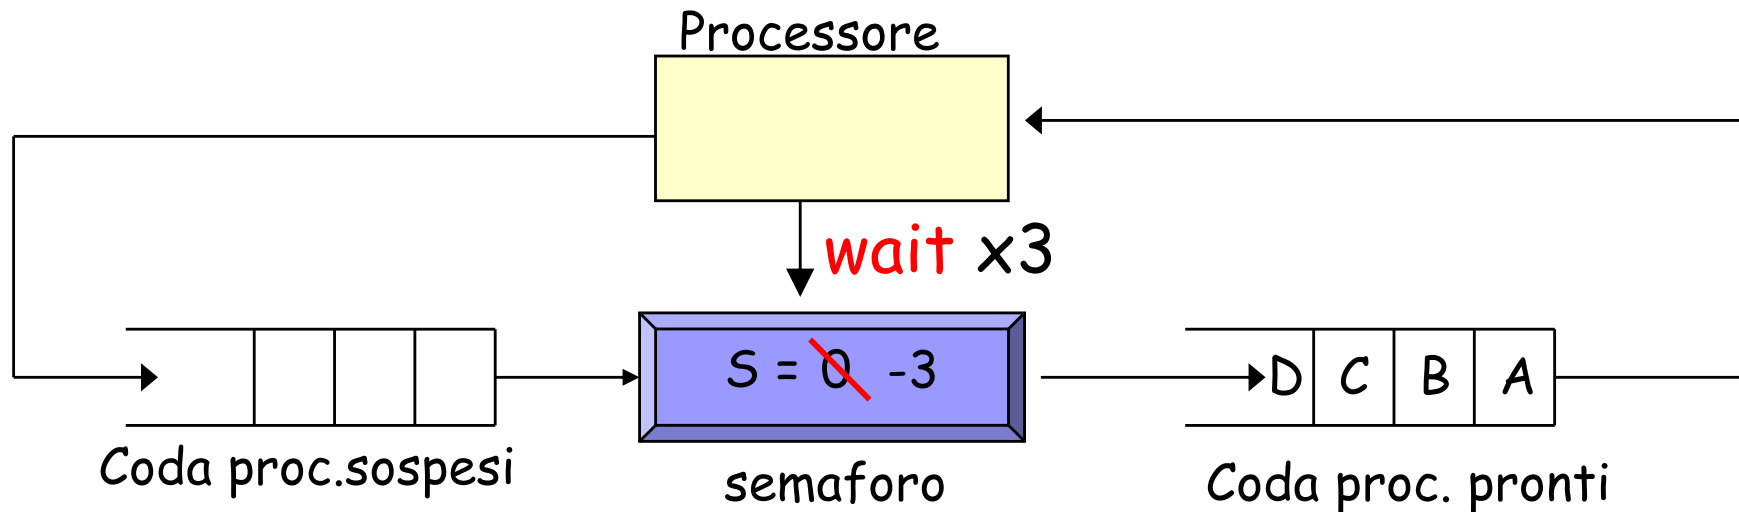 Processore
wait x3
S = 0 -3
D C B A
Coda proc.sospesi
semaforo
Coda proc. pronti